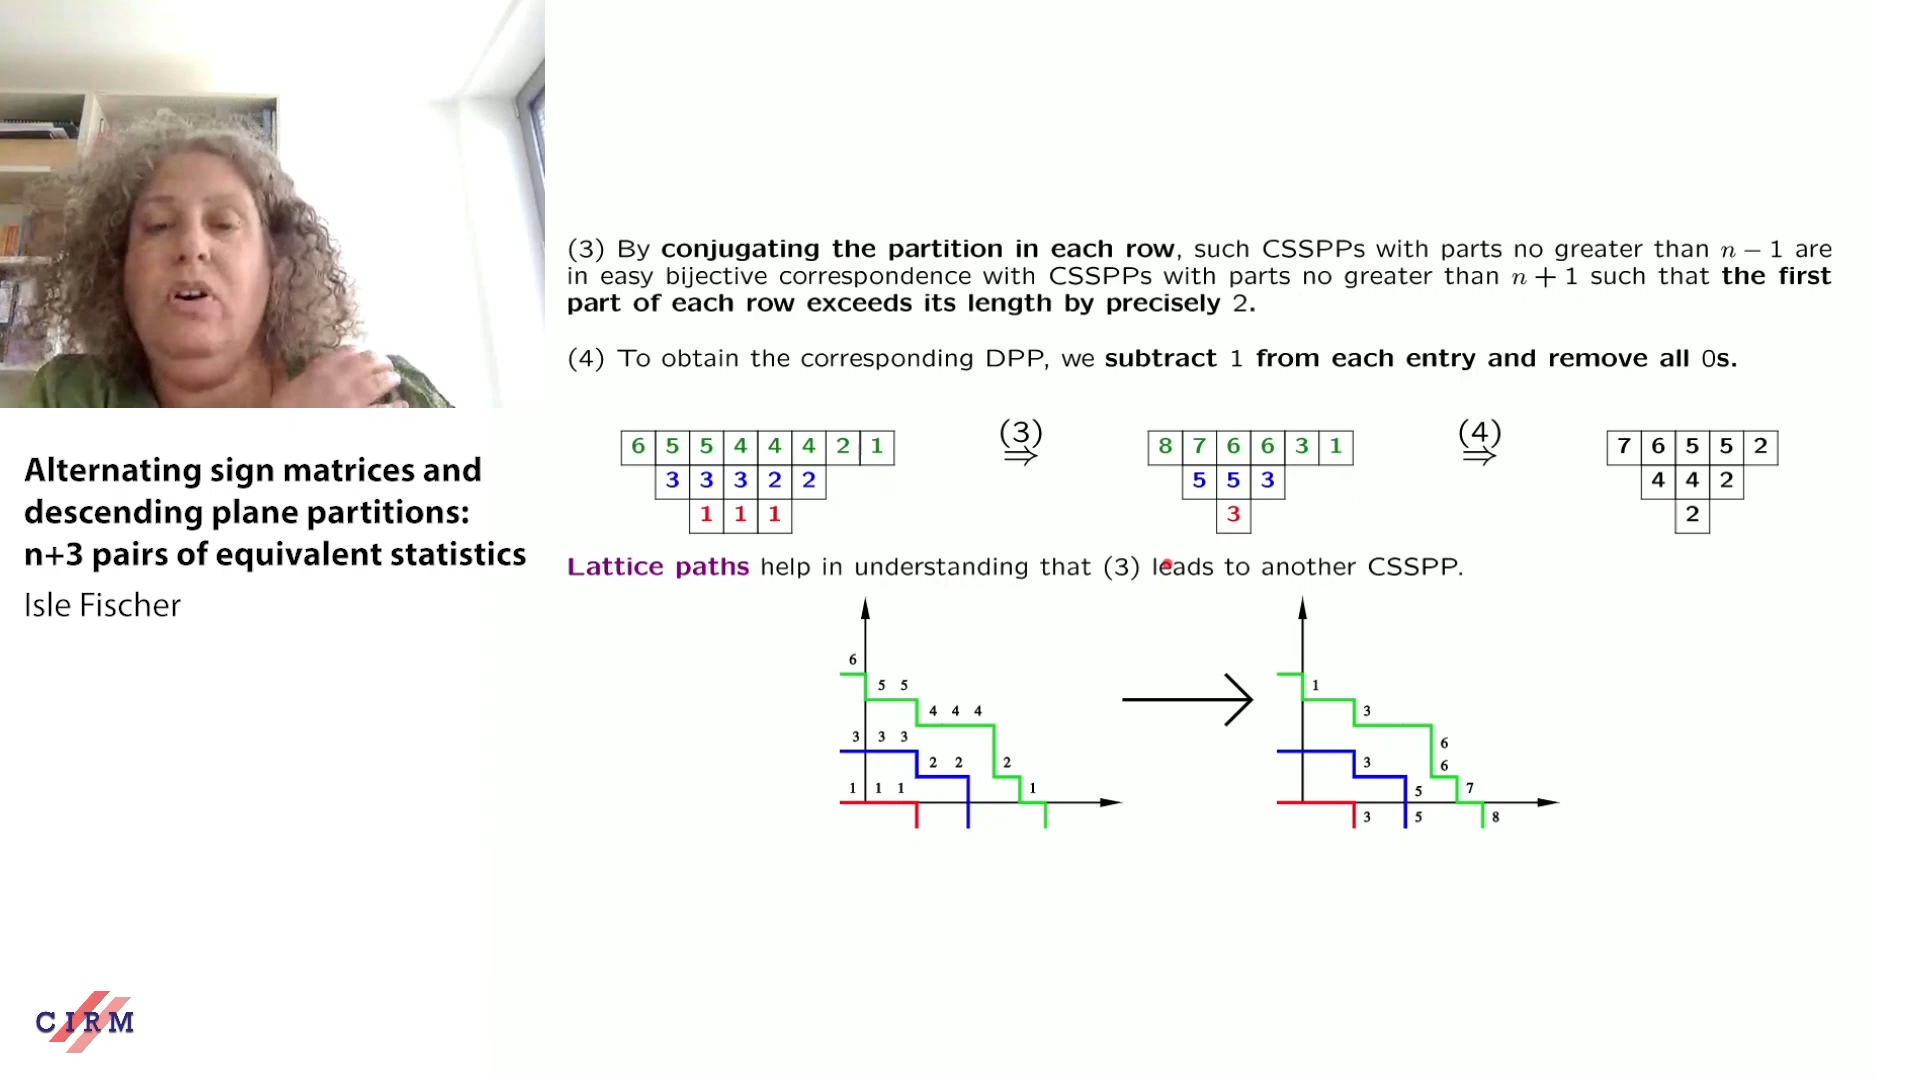 (3) By conjugating the partition in each row, such CSSPPs with parts no greater than n − 1 are
in easy bijective correspondence with CSSPPs with parts no greater than n + 1 such that the first
part of each row exceeds its length by precisely 2.
(4) To obtain the corresponding DPP, we subtract 1 from each entry and remove all 0s.
6 5 5 4 4 4 2 1
3 3 3 2 2
1 1 1
(3)
⇒
8 7 6 6 3 1
5 5 3
3
(4)
⇒
7 6 5 5 2
4 4 2
2
Lattice paths help in understanding that (3) leads to another CSSPP.
6
5 5
4 4 4
3 3 3
2 2 2
1 1 1 1
1
3
6
3 6
5 7
3 5 8
Alternating sign matrices and
descending plane partitions:
n+3 pairs of equivalent statistics
Isle Fischer
CIRM